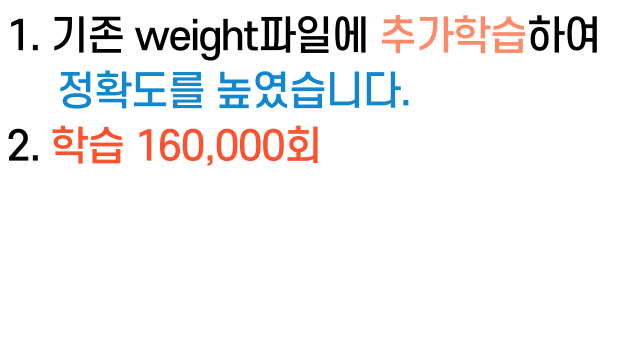 1. 기존 weight파일에 추가학습하여
정확도를 높였습니다.
2. 학습 160,000회